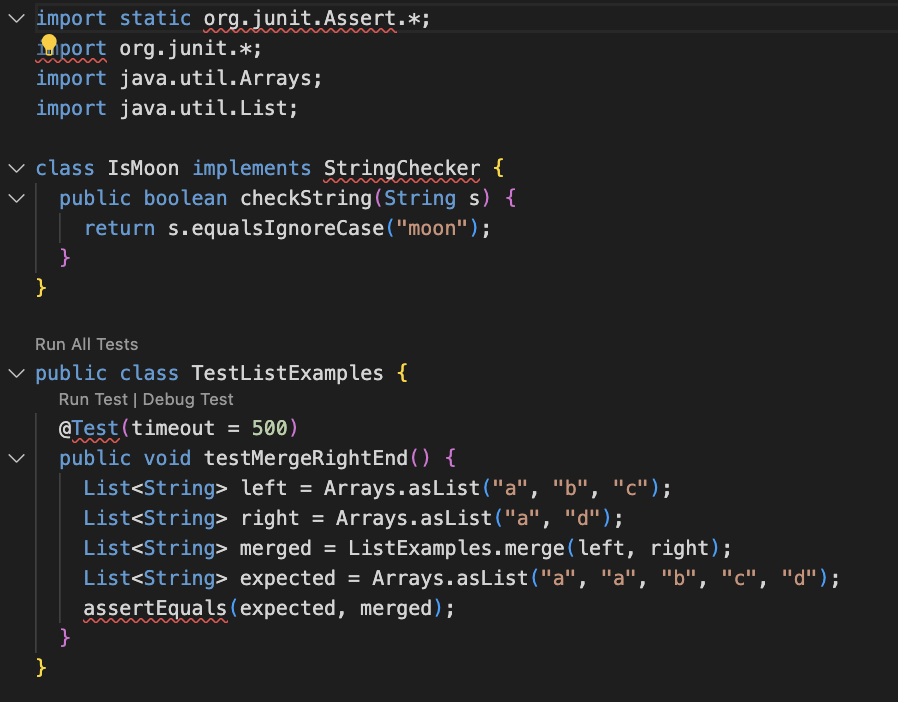 import static org.junit.Assert.*;
import org.junit.*;
import java.util.Arrays;
import java.util.List;
class IsMoon implements StringChecker {
public boolean checkString(String s) {
return s.equalsIgnoreCase("moon");
}
}
Run All Tests
public class TestListExamples {
Run Test | Debug Test
@Test(timeout = 500)
public void testMergeRightEnd() {
List<String> left = Arrays.asList("a", "b", "c");
List<String> right = Arrays.asList("a", "d");
List<String> merged = ListExamples.merge(left, right);
List<String> expected = Arrays.asList("a", "a", "b", "c", "d");
assertEquals(expected, merged);
}
}